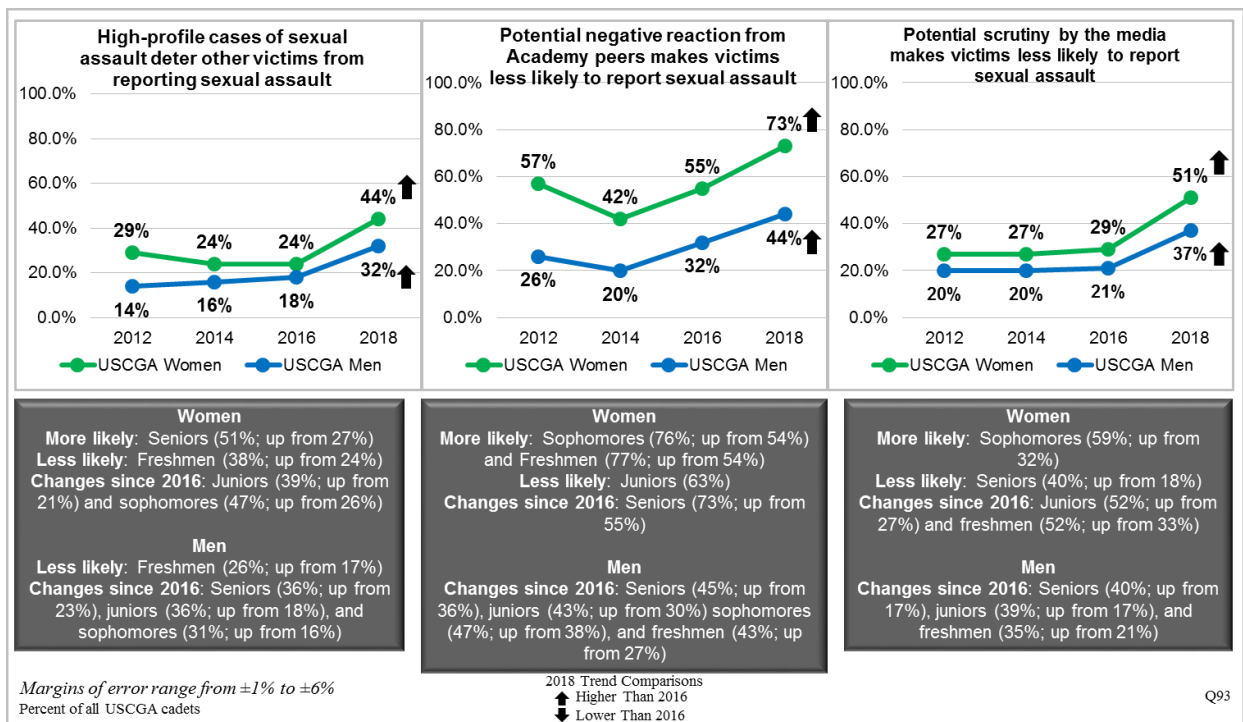 High-profile cases of sexual
assault deter other victims from
reporting sexual assault
100.0%
80.0%
60.0%
40.0%
20.0%
0.0%
29%
24%
24%
44%
14%
16%
18%
32%
2012 2014 2016 2018
USCGA Women USCGA Men
Potential negative reaction from
Academy peers makes victims
less likely to report sexual assault
100.0%
80.0%
60.0%
40.0%
20.0%
0.0%
57%
42%
55%
73%
26%
20%
32%
44%
2012 2014 2016 2018
USCGA Women USCGA Men
Potential scrutiny by the media
makes victims less likely to report
sexual assault
100.0%
80.0%
60.0%
40.0%
20.0%
0.0%
27%
27%
29%
51%
20%
20%
21%
37%
2012 2014 2016 2018
USCGA Women USCGA Men
Women
More likely: Seniors (51%; up from 27%)
Less likely: Freshmen (38%; up from 24%)
Changes since 2016: Juniors (39%; up from
21%) and sophomores (47%; up from 26%)
Men
Less likely: Freshmen (26%; up from 17%)
Changes since 2016: Seniors (36%; up from
23%), juniors (36%; up from 18%), and
sophomores (31%; up from 16%)
Women
More likely: Sophomores (76%; up from 54%)
and Freshmen (77%; up from 54%)
Less likely: Juniors (63%)
Changes since 2016: Seniors (73%; up from
55%)
Men
Changes since 2016: Seniors (45%; up from
36%), juniors (43%; up from 30%) sophomores
(47%; up from 38%), and freshmen (43%; up
from 27%)
Women
More likely: Sophomores (59%; up from
32%)
Less likely: Seniors (40%; up from 18%)
Changes since 2016: Juniors (52%; up from
27%) and freshmen (52%; up from 33%)
Men
Changes since 2016: Seniors (40%; up from
17%), juniors (39%; up from 17%), and
freshmen (35%; up from 21%)
Margins of error range from ±1% to ±6%
Percent of all USCGA cadets
2018 Trend Comparisons
Higher Than 2016
Lower Than 2016
Q93